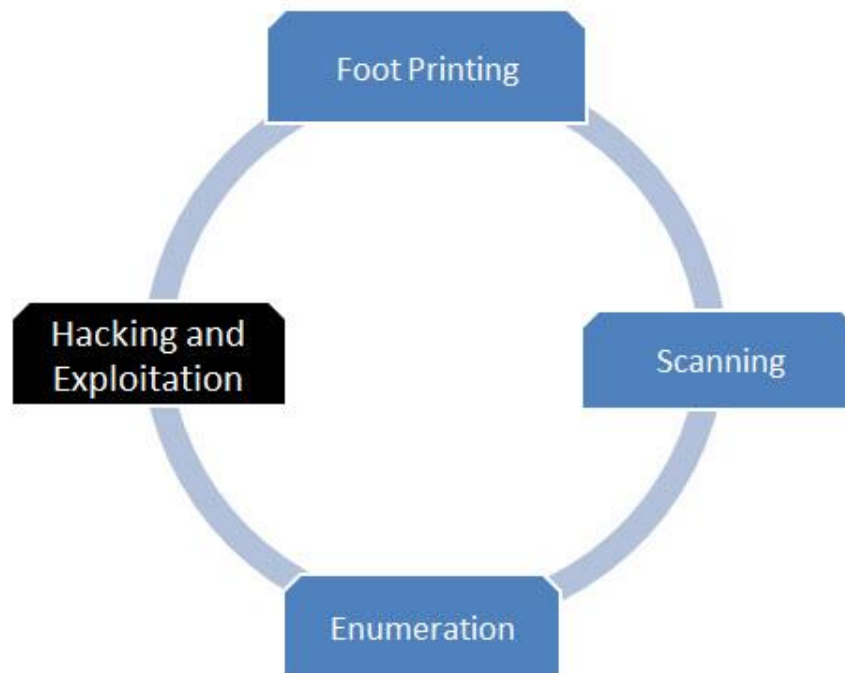 Foot Printing
Scanning
Enumeration
Hacking and
Exploitation